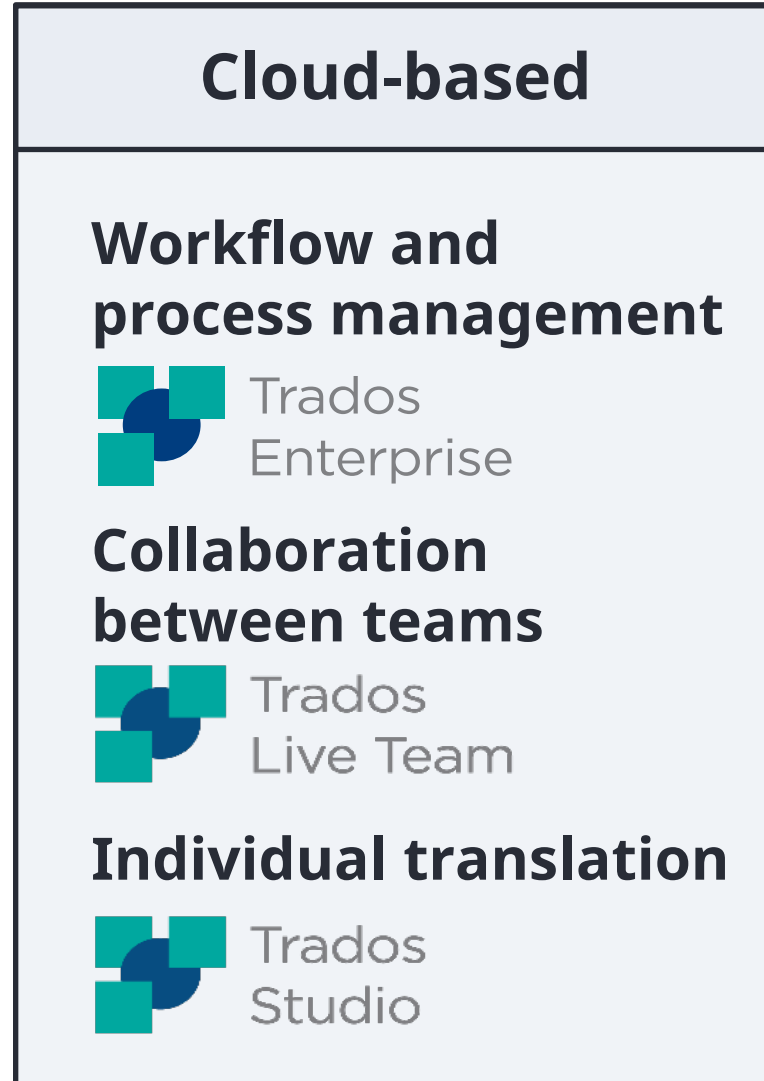 Cloud-based
Workflow and
process management
Trados
Enterprise
Collaboration
between teams
Trados
Live Team
Individual translation
Trados
Studio